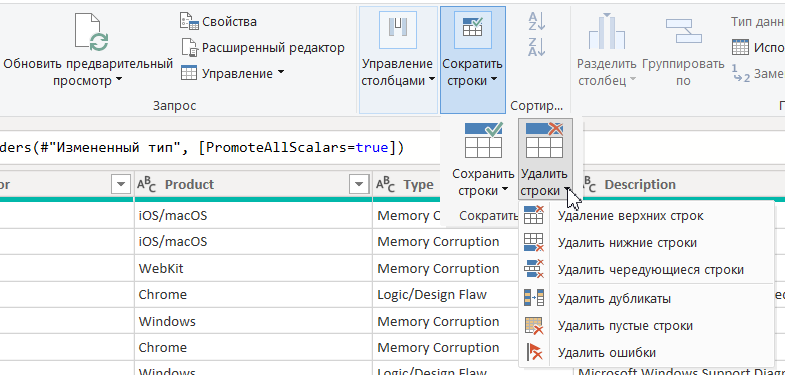 Обновить предварительный
просмотр
Свойства
Расширенный редактор
Управление
Запрос
Управление
столбцами
Сократить
строки
Сортир...
Разделить
столбец
Группировать
по
Тип данн
Испо
Заме
ders(#"Измененный тип", [PromoteAllScalars=true])
Сохранить
строки
Удалить
строки
Сократить
or
Product
Type
Description
iOS/macOS
Memory C
iOS/macOS
Memory Corruption
WebKit
Memory Corruption
Chrome
Logic/Design Flaw
Windows
Memory Corruption
Chrome
Memory Corruption
Windows
Logic/Design Flaw
Microsoft Windows Support Diagn
Удаление верхних строк
Удалить нижние строки
Удалить чередующиеся строки
Удалить дубликаты
Удалить пустые строки
Удалить ошибки